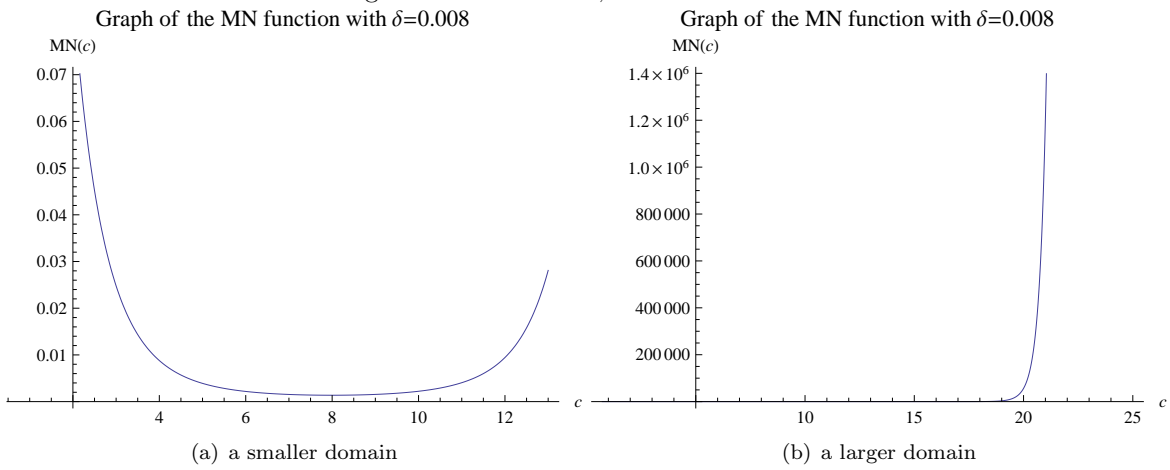 Graph of the MN function with δ=0.008
MN(c)
0.07
0.06
0.05
0.04
0.03
0.02
0.01
4 6 8 10 12 c
(a) a smaller domain
Graph of the MN function with δ=0.008
MN(c)
1.4×10⁶
1.2×10⁶
1.0×10⁶
800 000
600 000
400 000
200 000
10 15 20 25 c
(b) a larger domain